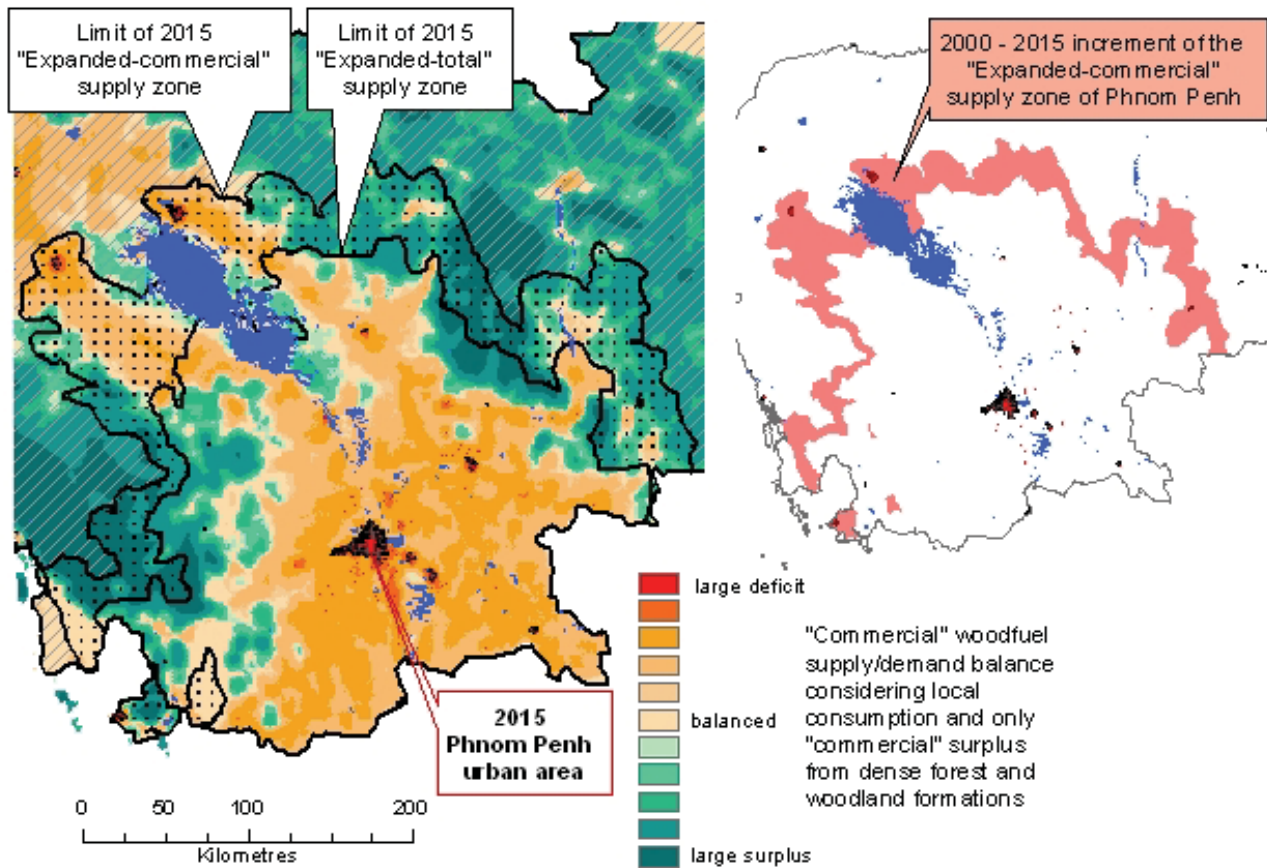 Limit of 2015
"Expanded-commercial"
supply zone
Limit of 2015
"Expanded-total"
supply zone
2000 - 2015 increment of the
"Expanded-commercial"
supply zone of Phnom Penh
large deficit
balanced
large surplus
"Commercial" woodfuel
supply/demand balance
considering local
consumption and only
"commercial" surplus
from dense forest and
woodland formations
2015
Phnom Penh
urban area
0 50 100 200
Kilometres